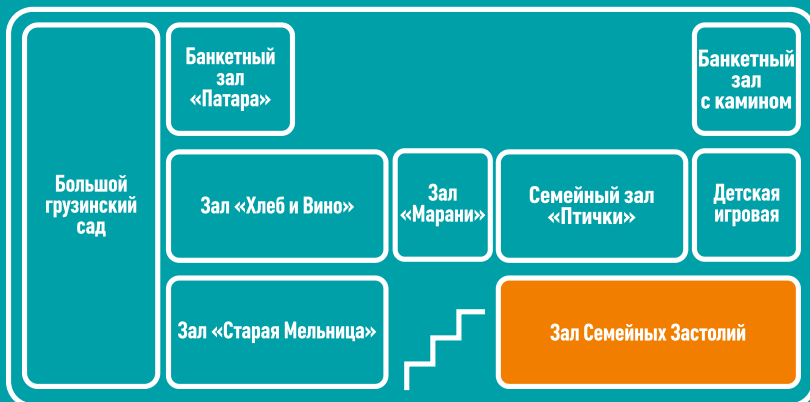 Банкетный
зал
«Патара»
Банкетный
зал
с камином
Большой
грузинский
сад
Зал «Хлеб и Вино»
Зал
«Марани»
Семейный зал
«Птички»
Детская
игровая
Зал «Старая Мельница»
Зал Семейных Застолий